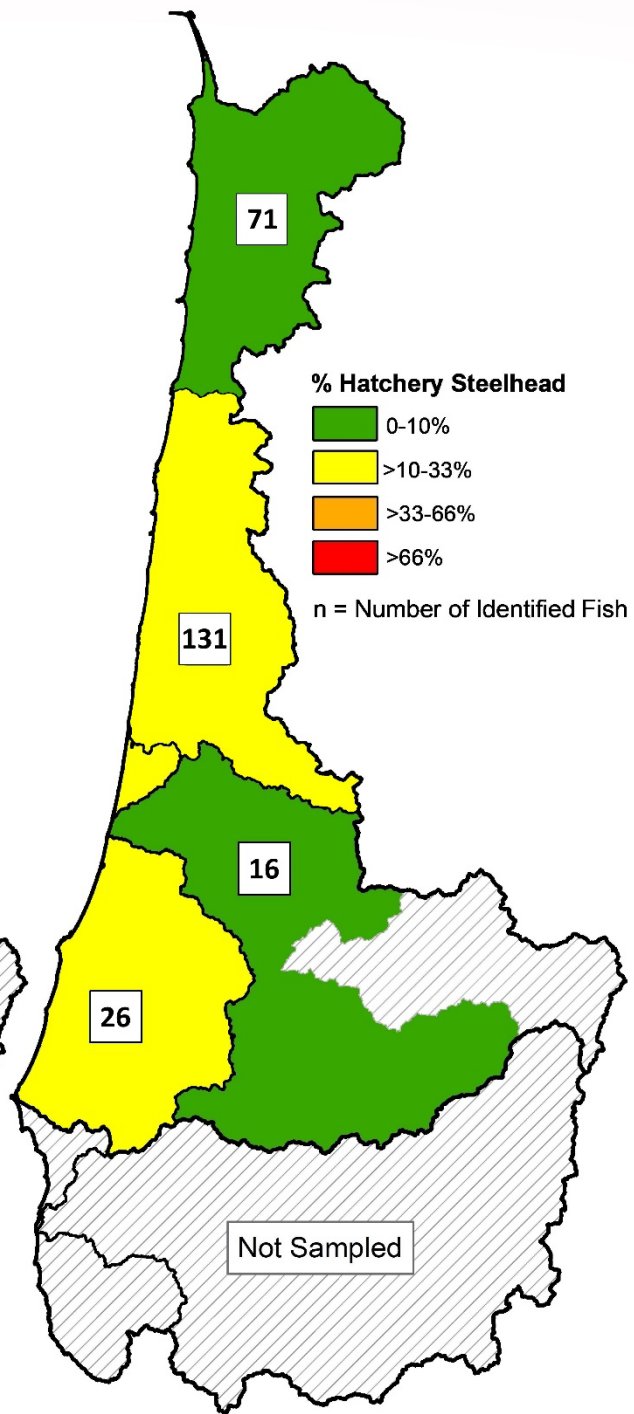 71
% Hatchery Steelhead
0-10%
>10-33%
>33-66%
>66%
n = Number of Identified Fish
131
16
26
Not Sampled